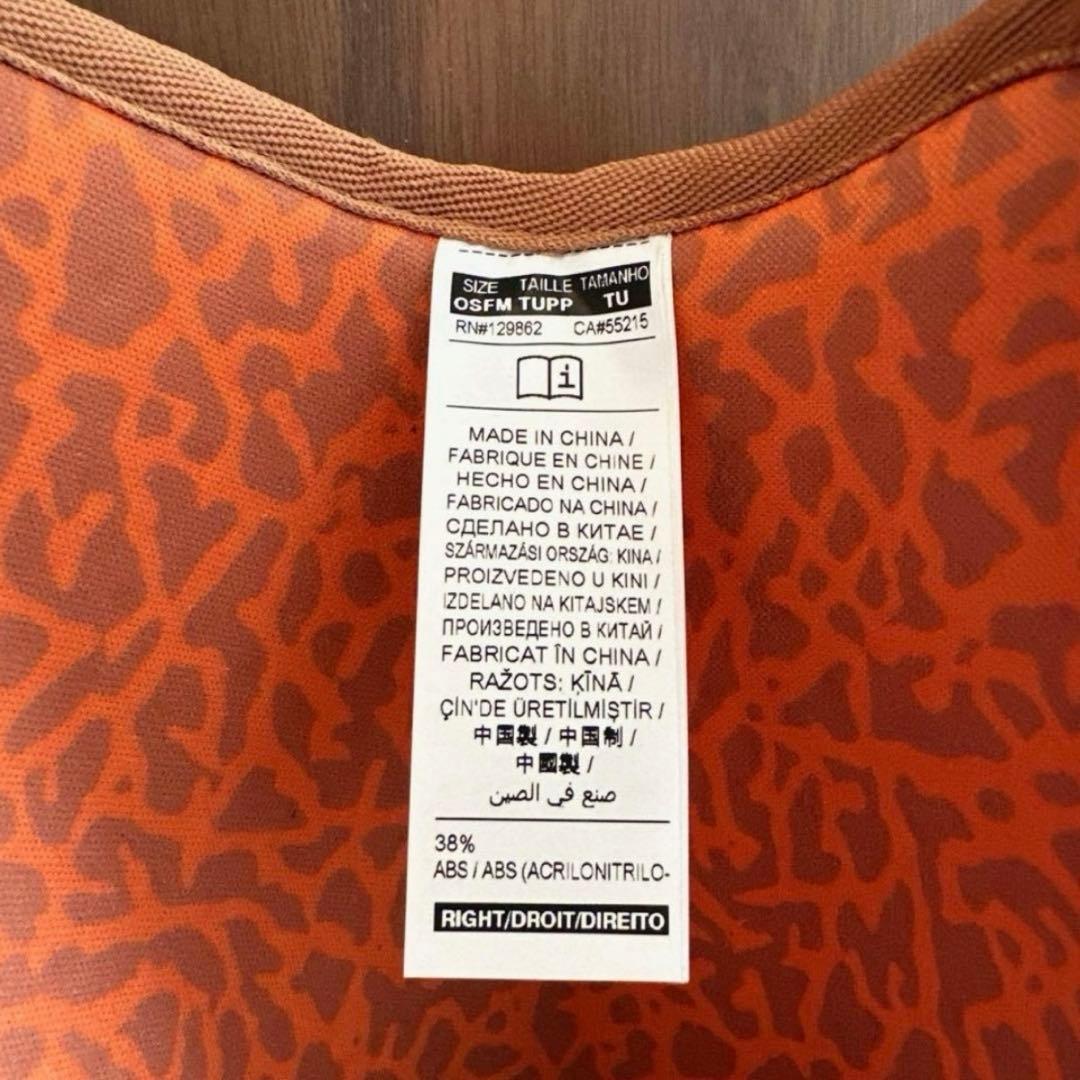 SIZE TAILLE TAMANHO
OSFM TUPP TU
RN#129862 CA#55215
i
MADE IN CHINA /
FABRIQUE EN CHINE /
HECHO EN CHINA /
FABRICADO NA CHINA /
СДЕЛАНО В КИТАЕ /
SZÁRMAZÁSI ORSZÁG: KINA /
PROIZVEDENO U KINI /
IZDELANO NA KITAJSKEM /
ПРОИЗВЕДЕНО В КИТАЙ /
FABRICAT ÎN CHINA /
RAŽOTS: ĶĪNĀ /
ÇİN'DE ÜRETİLMİŞTİR /
中国製 / 中国制 /
中國製 /
صنع في الصين
38%
ABS / ABS (ACRILONITRILO-
RIGHT/DROIT/DIREITO